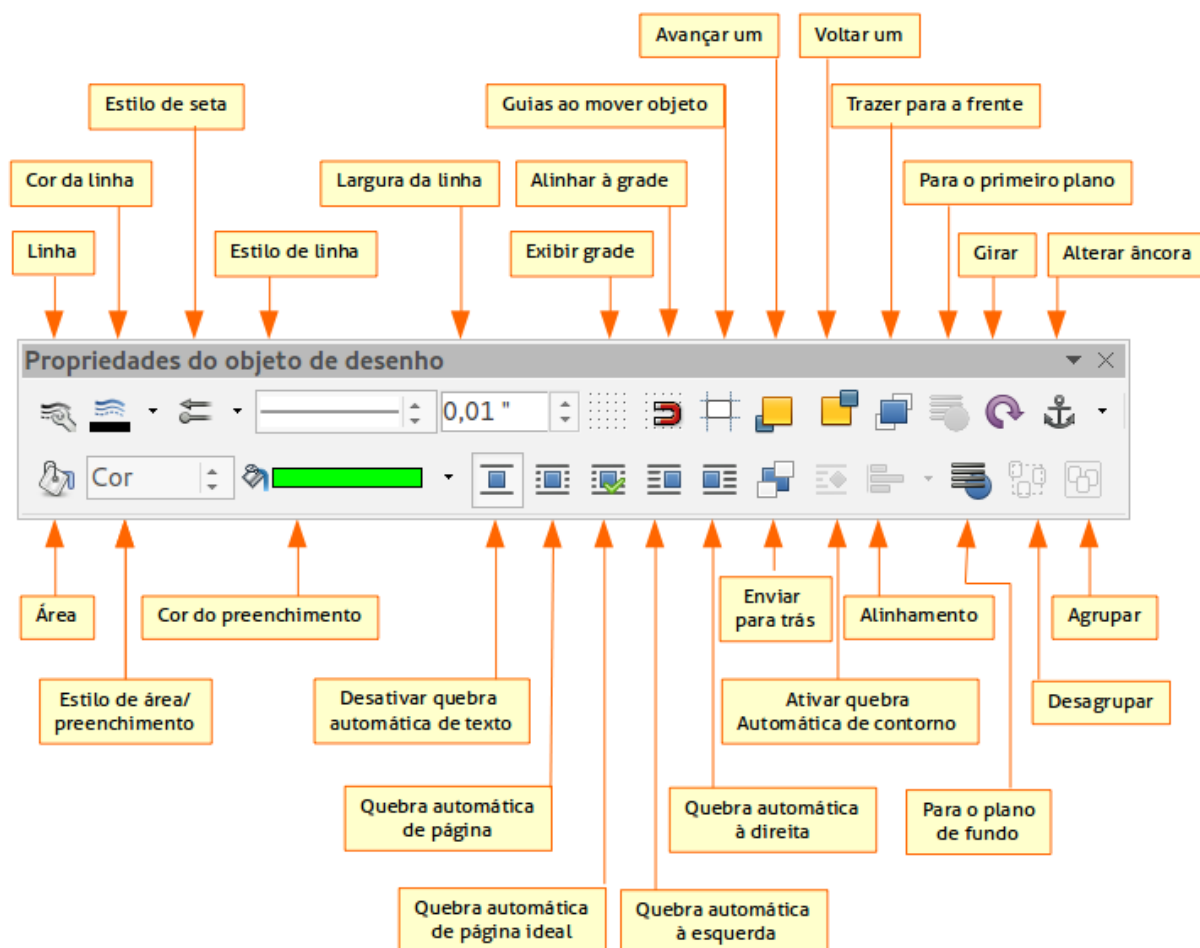 Avançar um
Voltar um
Estilo de seta
Guias ao mover objeto
Trazer para a frente
Cor da linha
Largura da linha
Alinhar à grade
Para o primeiro plano
Linha
Estilo de linha
Exibir grade
Girar
Alterar âncora
Propriedades do objeto de desenho
0,01 "
Cor
Área
Cor do preenchimento
Enviar
para trás
Alinhamento
Agrupar
Estilo de área/
preenchimento
Desativar quebra
automática de texto
Ativar quebra
Automática de contorno
Desagrupar
Quebra automática
de página
Quebra automática
à direita
Para o plano
de fundo
Quebra automática
de página ideal
Quebra automática
à esquerda